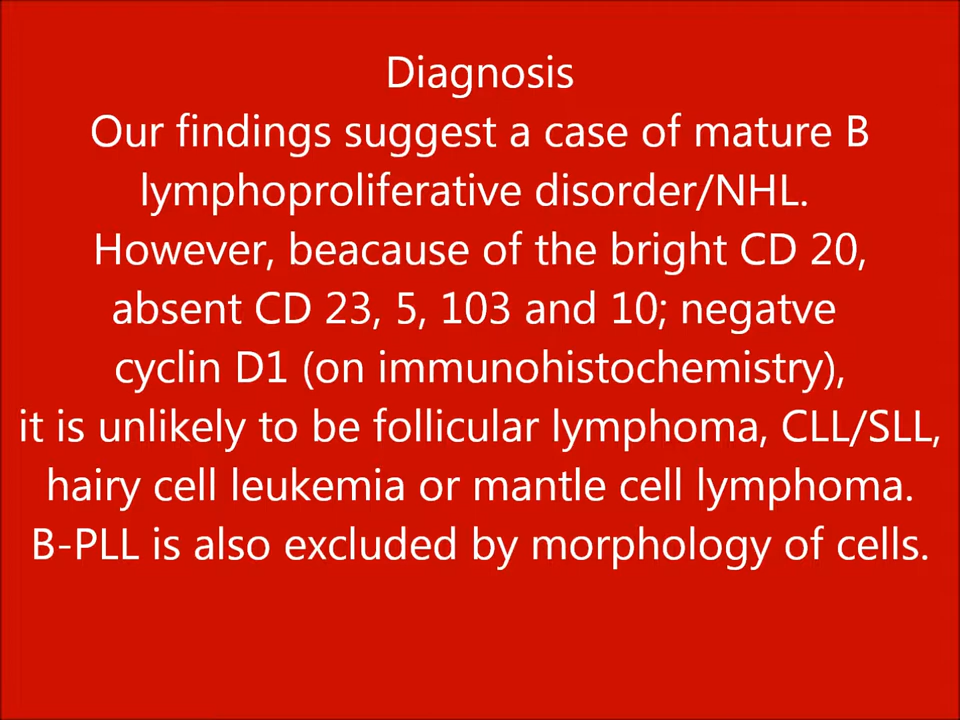 Diagnosis
Our findings suggest a case of mature B
lymphoproliferative disorder/NHL.
However, beacause of the bright CD 20,
absent CD 23, 5, 103 and 10; negatve
cyclin D1 (on immunohistochemistry),
it is unlikely to be follicular lymphoma, CLL/SLL,
hairy cell leukemia or mantle cell lymphoma.
B-PLL is also excluded by morphology of cells.